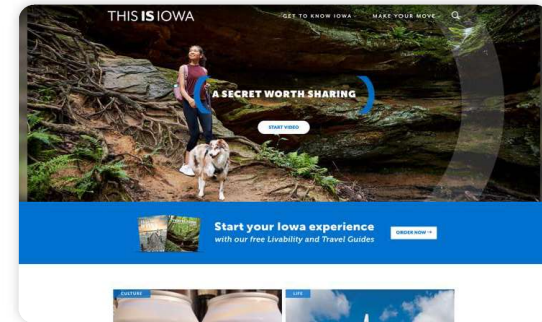 THIS IS IOWA
GET TO KNOW IOWA
MAKE YOUR MOVE
A SECRET WORTH SHARING
START VIDEO
Start your Iowa experience
with our free Livability and Travel Guides
ORDER NOW →
CULTURE
LIFE